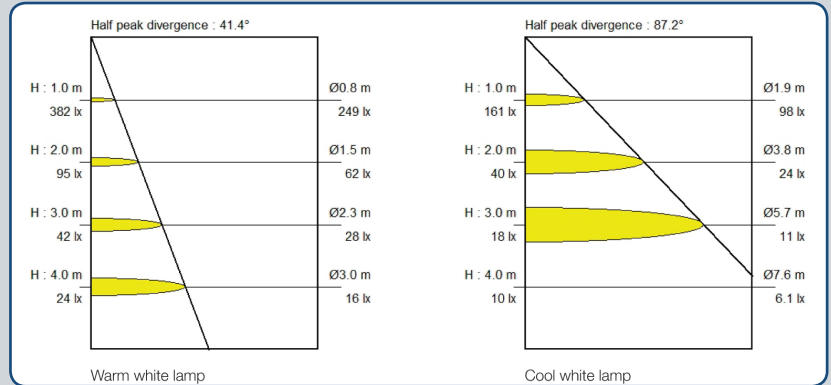 Half peak divergence : 41.4°
H : 1.0 m
382 lx
Ø0.8 m
249 lx
H : 2.0 m
95 lx
Ø1.5 m
62 lx
H : 3.0 m
42 lx
Ø2.3 m
28 lx
H : 4.0 m
24 lx
Ø3.0 m
16 lx
Warm white lamp
Half peak divergence : 87.2°
H : 1.0 m
161 lx
Ø1.9 m
98 lx
H : 2.0 m
40 lx
Ø3.8 m
24 lx
H : 3.0 m
18 lx
Ø5.7 m
11 lx
H : 4.0 m
10 lx
Ø7.6 m
6.1 lx
Cool white lamp